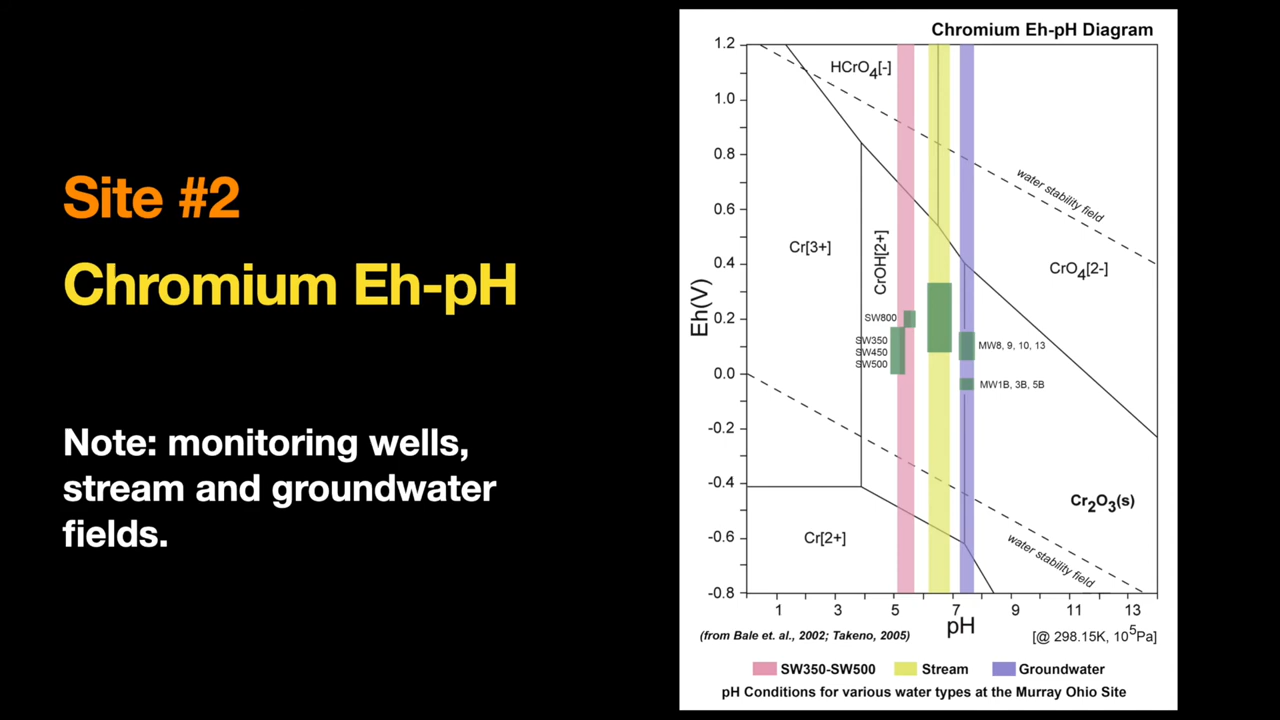 Site #2
Chromium Eh-pH
Note: monitoring wells,
stream and groundwater
fields.
Chromium Eh-pH Diagram
1.2
1.0
0.8
0.6
0.4
0.2
0.0
-0.2
-0.4
-0.6
-0.8
Eh(V)
HCrO4[-]
water stability field
Cr[3+]
CrOH[2+]
CrO4[2-]
SW800
SW350
SW450
SW500
MW8, 9, 10, 13
MW1B, 3B, 5B
Cr2O3(s)
Cr[2+]
water stability field
1 3 5 7 9 11 13
pH
(from Bale et. al., 2002; Takeno, 2005)
[@ 298.15K, 10^5Pa]
SW350-SW500 Stream Groundwater
pH Conditions for various water types at the Murray Ohio Site